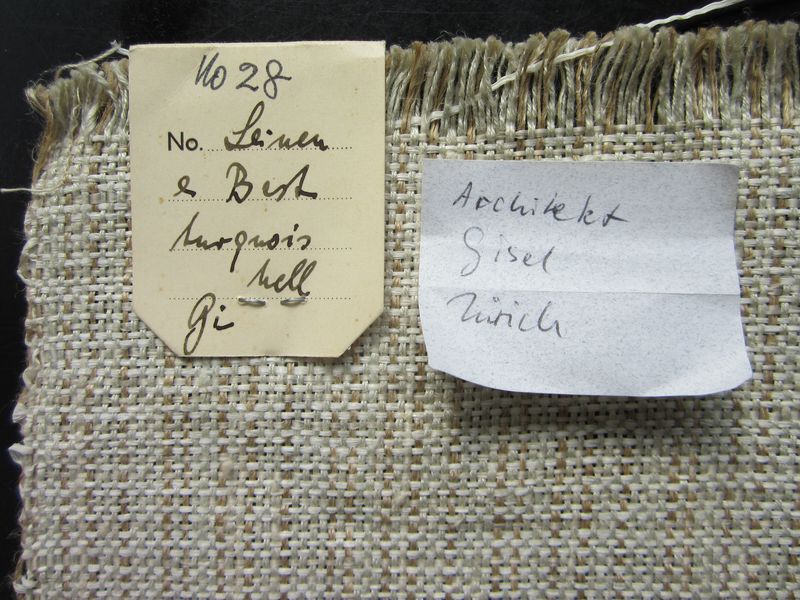 No 28
No. Leinen
e Bast
turquois
hell
Gi
Architekt
Gisel
Zürich